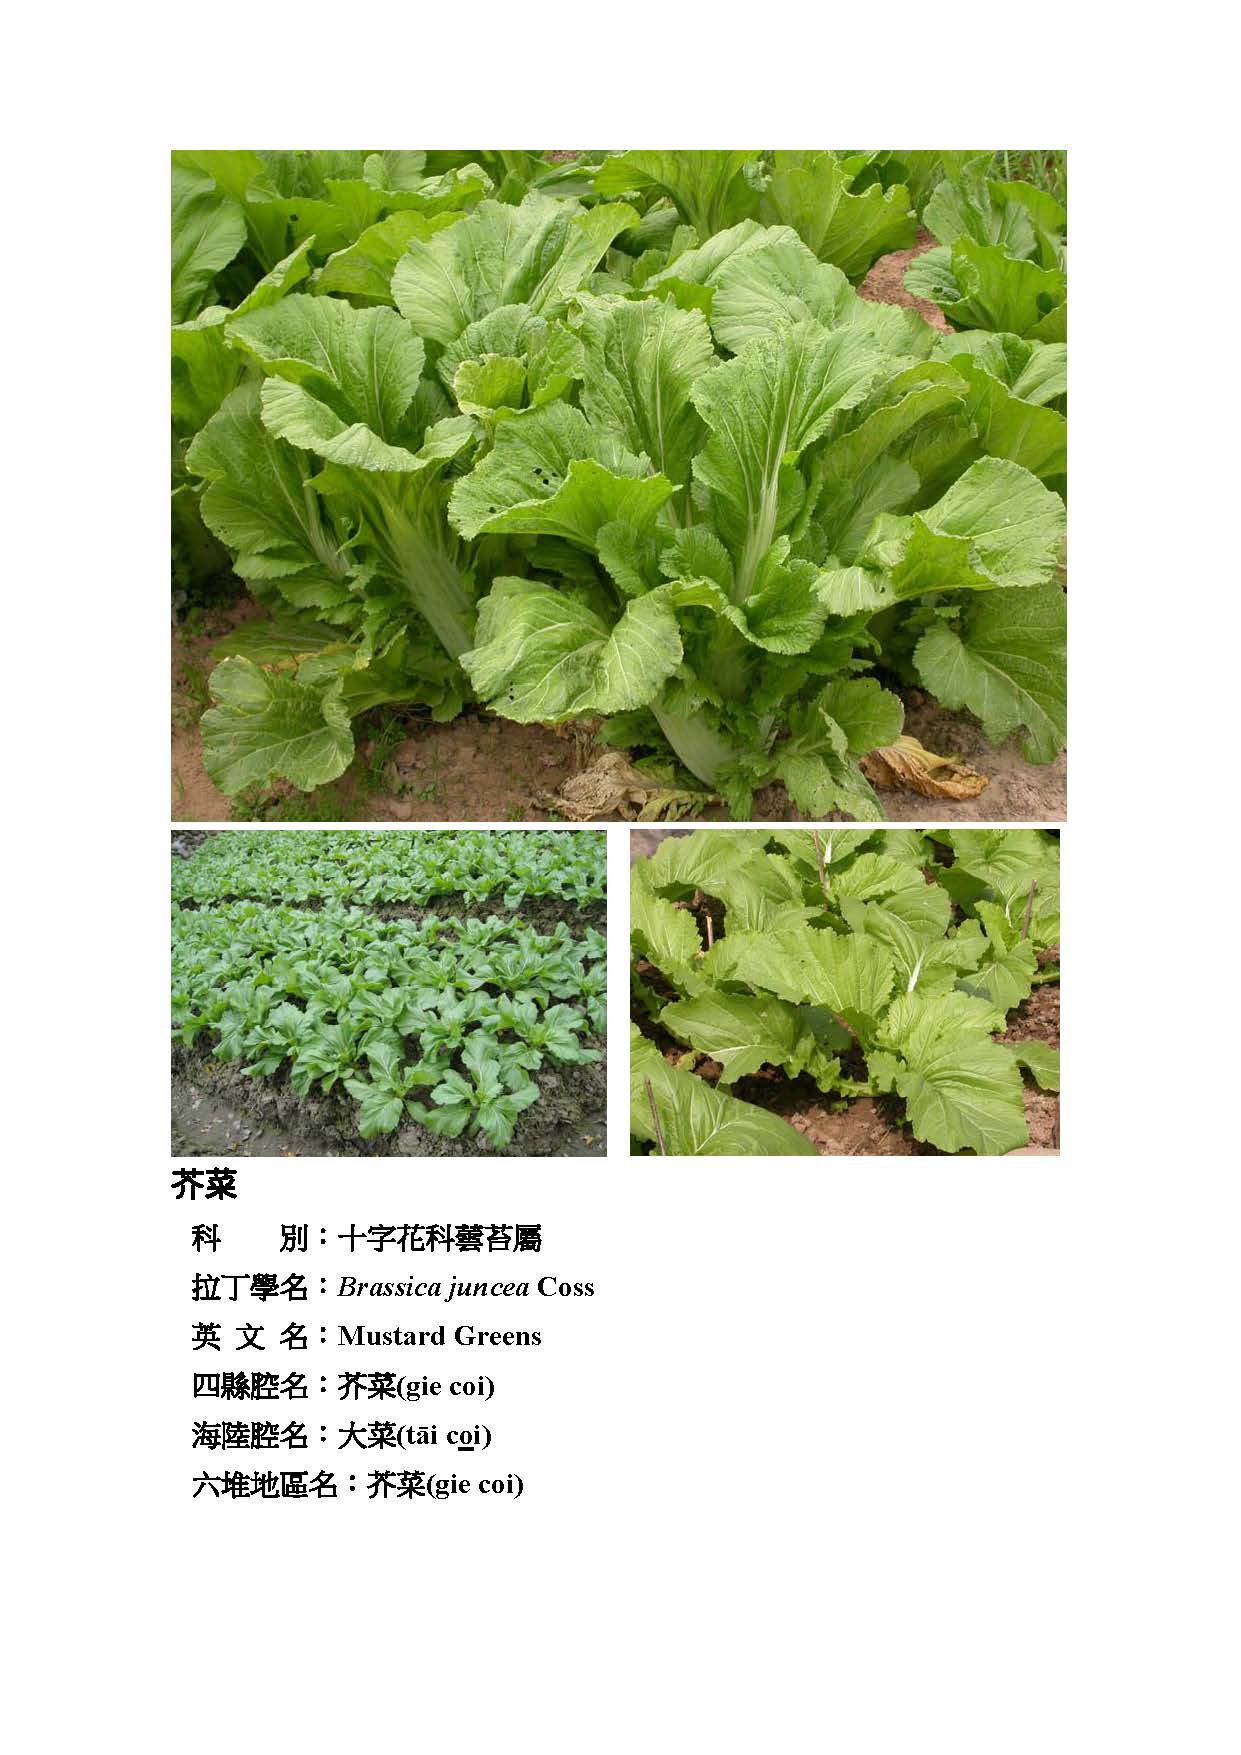 芥菜
科　　別：十字花科蕓苔屬
拉丁學名：Brassica juncea Coss
英 文 名：Mustard Greens
四縣腔名：芥菜(gie coi)
海陸腔名：大菜(tāi coi)
六堆地區名：芥菜(gie coi)